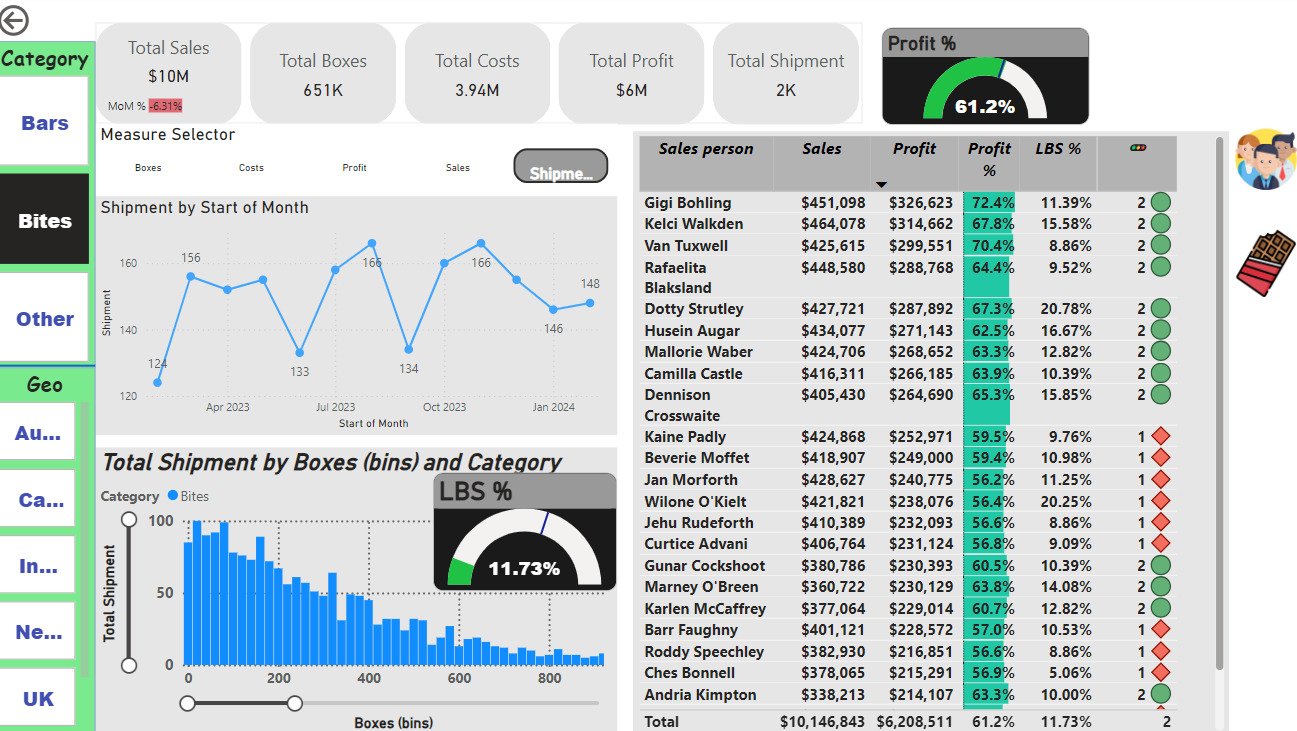 Category
Bars
Bites
Other
Geo
Au...
Ca...
In...
Ne...
UK
Total Sales
$10M
MoM % -6.31%
Total Boxes
651K
Total Costs
3.94M
Total Profit
$6M
Total Shipment
2K
Profit %
61.2%
Measure Selector
Boxes
Costs
Profit
Sales
Shipme...
Shipment by Start of Month
Shipment
160
140
120
124
156
133
166
134
166
146
148
Apr 2023
Jul 2023
Oct 2023
Jan 2024
Start of Month
Total Shipment by Boxes (bins) and Category
Category Bites
LBS %
11.73%
Total Shipment
100
50
0
0
200
400
600
800
Boxes (bins)
Sales person Sales Profit Profit % LBS %
Gigi Bohling $451,098 $326,623 72.4% 11.39% 2
Kelci Walkden $464,078 $314,662 67.8% 15.58% 2
Van Tuxwell $425,615 $299,551 70.4% 8.86% 2
Rafaelita Blaksland $448,580 $288,768 64.4% 9.52% 2
Dotty Strutley $427,721 $287,892 67.3% 20.78% 2
Husein Augar $434,077 $271,143 62.5% 16.67% 2
Mallorie Waber $424,706 $268,652 63.3% 12.82% 2
Camilla Castle $416,311 $266,185 63.9% 10.39% 2
Dennison Crosswaite $405,430 $264,690 65.3% 15.85% 2
Kaine Padly $424,868 $252,971 59.5% 9.76% 1
Beverie Moffet $418,907 $249,000 59.4% 10.98% 1
Jan Morforth $428,627 $240,775 56.2% 11.25% 1
Wilone O'Kielt $421,821 $238,076 56.4% 20.25% 1
Jehu Rudeforth $410,389 $232,093 56.6% 8.86% 1
Curtice Advani $406,764 $231,124 56.8% 9.09% 1
Gunar Cockshoot $380,786 $230,393 60.5% 10.39% 2
Marney O'Breen $360,722 $230,129 63.8% 14.08% 2
Karlen McCaffrey $377,064 $229,014 60.7% 12.82% 2
Barr Faughny $401,121 $228,572 57.0% 10.53% 1
Roddy Speechley $382,930 $216,851 56.6% 8.86% 1
Ches Bonnell $378,065 $215,291 56.9% 5.06% 1
Andria Kimpton $338,213 $214,107 63.3% 10.00% 2
Total $10,146,843 $6,208,511 61.2% 11.73% 2